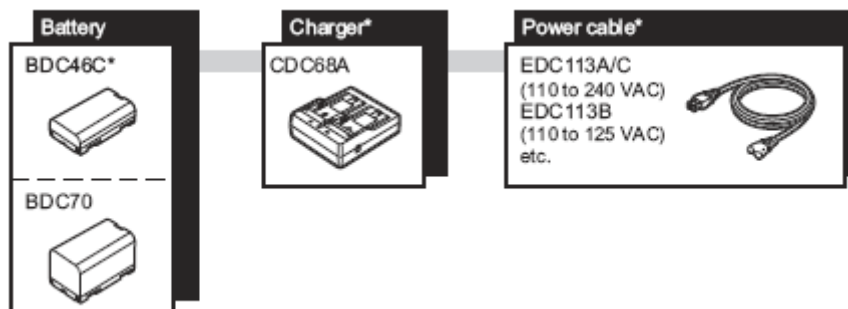 Battery
BDC46C*
BDC70
Charger*
CDC68A
Power cable*
EDC113A/C
(110 to 240 VAC)
EDC113B
(110 to 125 VAC)
etc.